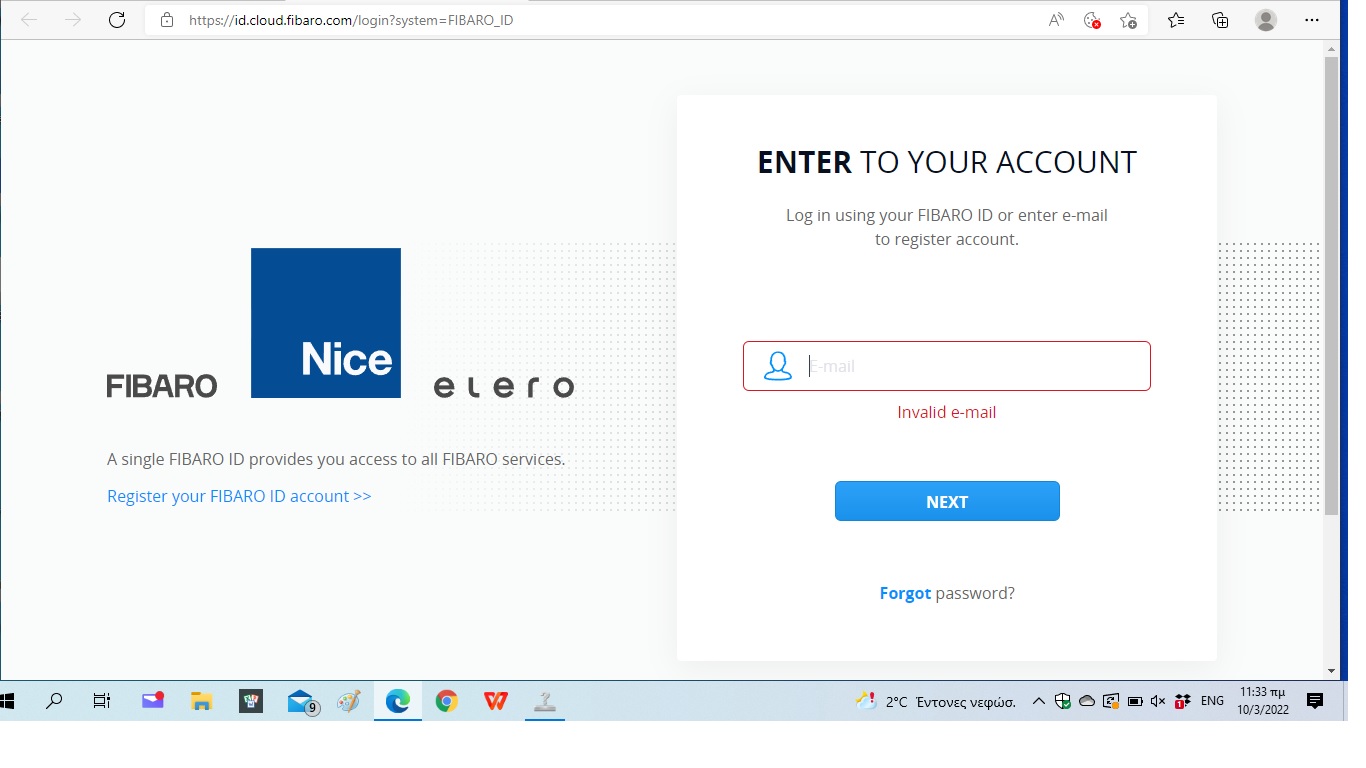 https://id.cloud.fibaro.com/login?system=FIBARO_ID
ENTER TO YOUR ACCOUNT
Log in using your FIBARO ID or enter e-mail
to register account.
E-mail
Invalid e-mail
NEXT
Forgot password?
FIBARO
Nice
elero
A single FIBARO ID provides you access to all FIBARO services.
Register your FIBARO ID account >>
9
2°C Έντονες νεφώσ.
1
ENG
11:33 πμ
10/3/2022